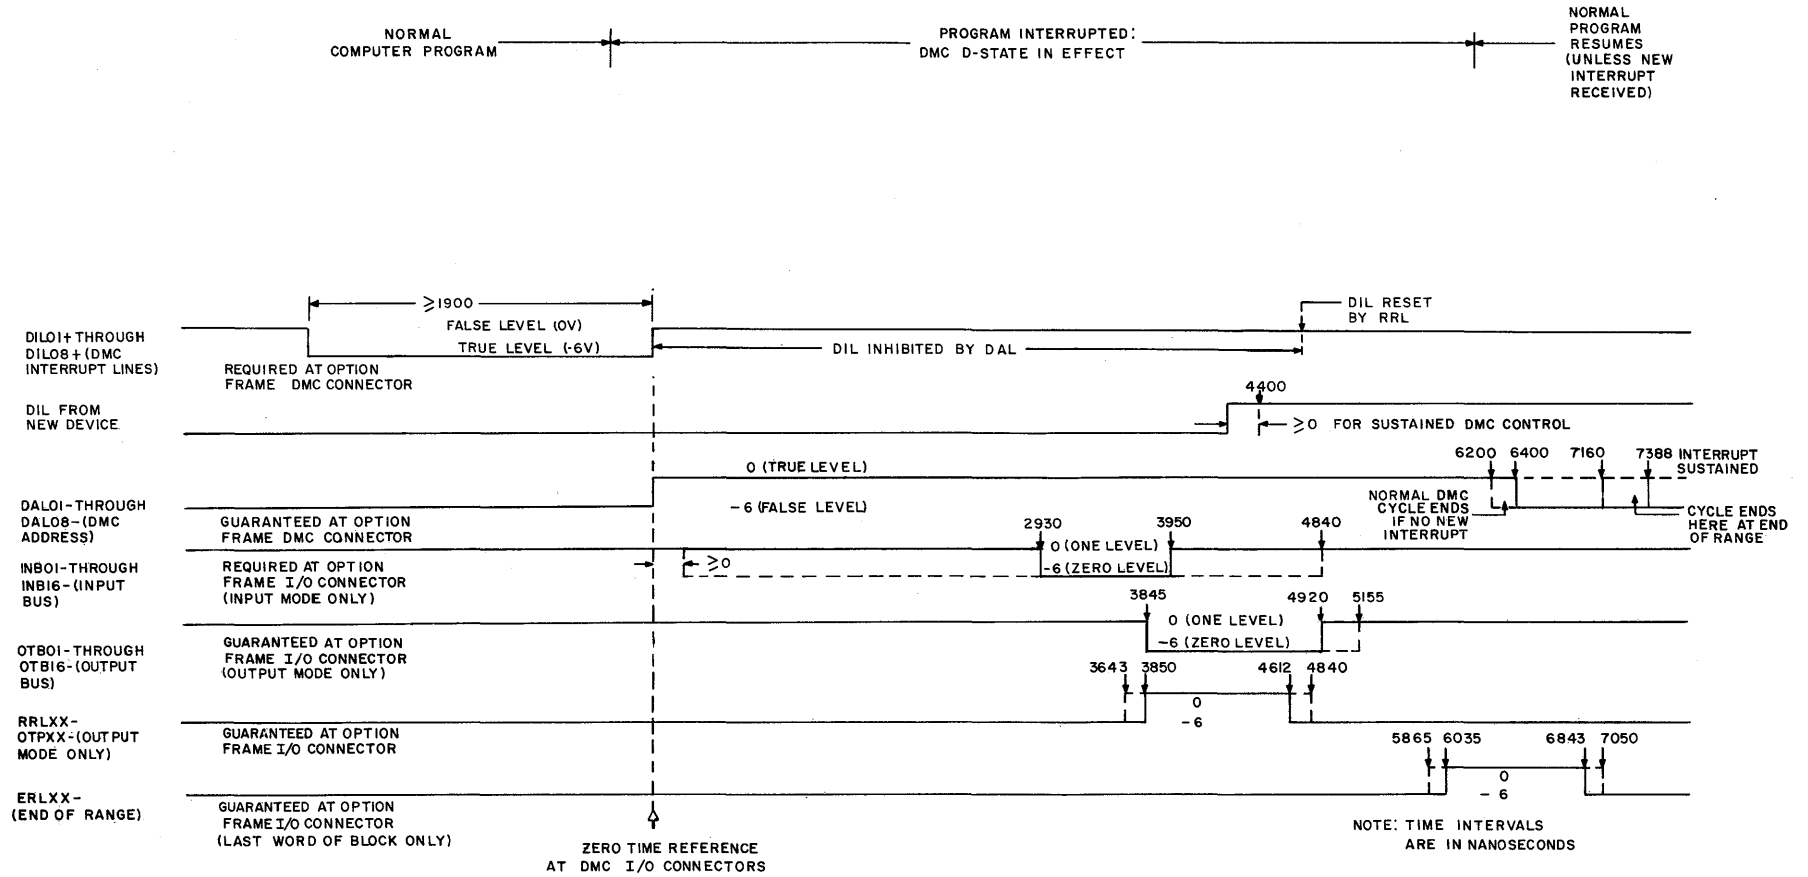 NORMAL
COMPUTER PROGRAM
PROGRAM INTERRUPTED:
DMC D-STATE IN EFFECT
NORMAL
PROGRAM
RESUMES
(UNLESS NEW
INTERRUPT
RECEIVED)
≥1900
DIL RESET
BY RRL
DIL01+ THROUGH
DIL08+ (DMC
INTERRUPT LINES)
FALSE LEVEL (0V)
TRUE LEVEL (-6V)
DIL INHIBITED BY DAL
REQUIRED AT OPTION
FRAME DMC CONNECTOR
DIL FROM
NEW DEVICE
4400
≥0 FOR SUSTAINED DMC CONTROL
0 (TRUE LEVEL)
6200 6400 7160 7388 INTERRUPT
SUSTAINED
DAL01-THROUGH
DAL08-(DMC
ADDRESS)
-6 (FALSE LEVEL)
GUARANTEED AT OPTION
FRAME DMC CONNECTOR
NORMAL DMC
CYCLE ENDS
IF NO NEW
INTERRUPT
CYCLE ENDS
HERE AT END
OF RANGE
2930 3950 4840
INB01-THROUGH
INB16-(INPUT
BUS)
REQUIRED AT OPTION
FRAME I/O CONNECTOR
(INPUT MODE ONLY)
≥0
0 (ONE LEVEL)
-6 (ZERO LEVEL)
3845 4920 5155
OTB01-THROUGH
OTB16-(OUTPUT
BUS)
GUARANTEED AT OPTION
FRAME I/O CONNECTOR
(OUTPUT MODE ONLY)
0 (ONE LEVEL)
-6 (ZERO LEVEL)
3643 3850 4612 4840
0
-6
RRLXX-
OTPXX-(OUTPUT
MODE ONLY)
GUARANTEED AT OPTION
FRAME I/O CONNECTOR
5865 6035 6843 7050
0
-6
ERLXX-
(END OF RANGE)
GUARANTEED AT OPTION
FRAME I/O CONNECTOR
(LAST WORD OF BLOCK ONLY)
ZERO TIME REFERENCE
AT DMC I/O CONNECTORS
NOTE: TIME INTERVALS
ARE IN NANOSECONDS